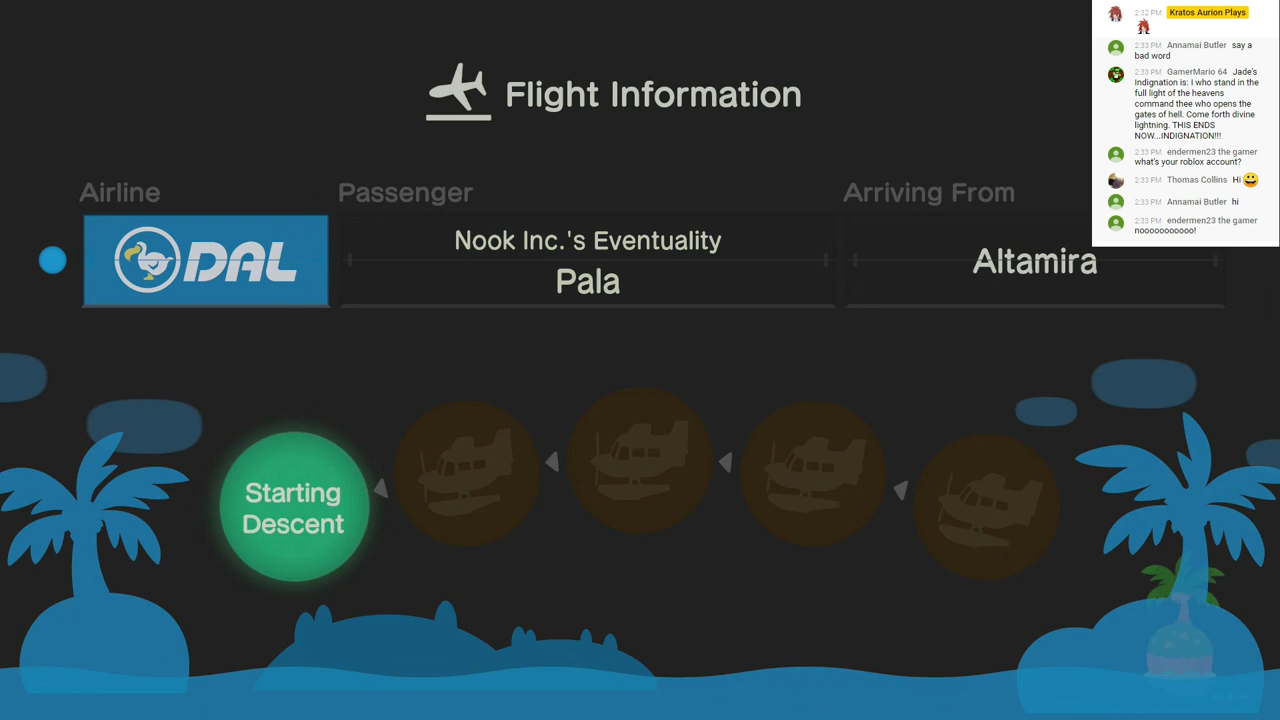 Flight Information
Airline
Passenger
Arriving From
DAL
Nook Inc.'s Eventuality
Pala
Altamira
Starting
Descent
2:32 PM Kratos Aurion Plays
2:33 PM Annamai Butler say a
bad word
2:33 PM GamerMario 64 Jade's
Indignation is: I who stand in the
full light of the heavens
command thee who opens the
gates of hell. Come forth divine
lightning. THIS ENDS
NOW...INDIGNATION!!!
2:33 PM endermen23 the gamer
what's your roblox account?
2:33 PM Thomas Collins Hi 😀
2:33 PM Annamai Butler hi
2:33 PM endermen23 the gamer
nooooooooooo!